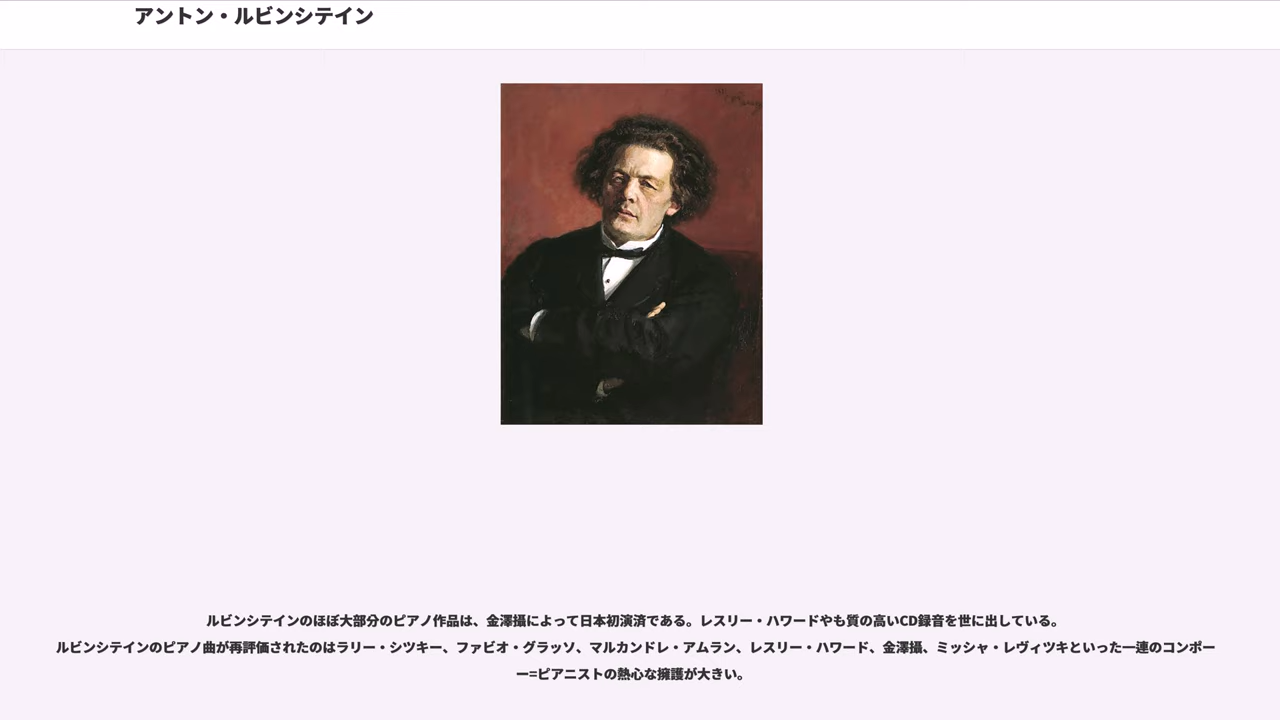 アントン・ルビンシテイン
ルビンシテインのほぼ大部分のピアノ作品は、金澤攝によって日本初演済である。レスリー・ハワードやも質の高いCD録音を世に出している。
ルビンシテインのピアノ曲が再評価されたのはラリー・シツキー、ファビオ・グラッソ、マルカンドレ・アムラン、レスリー・ハワード、金澤攝、ミッシャ・レヴィツキといった一連のコンポー
ー=ピアニストの熱心な擁護が大きい。